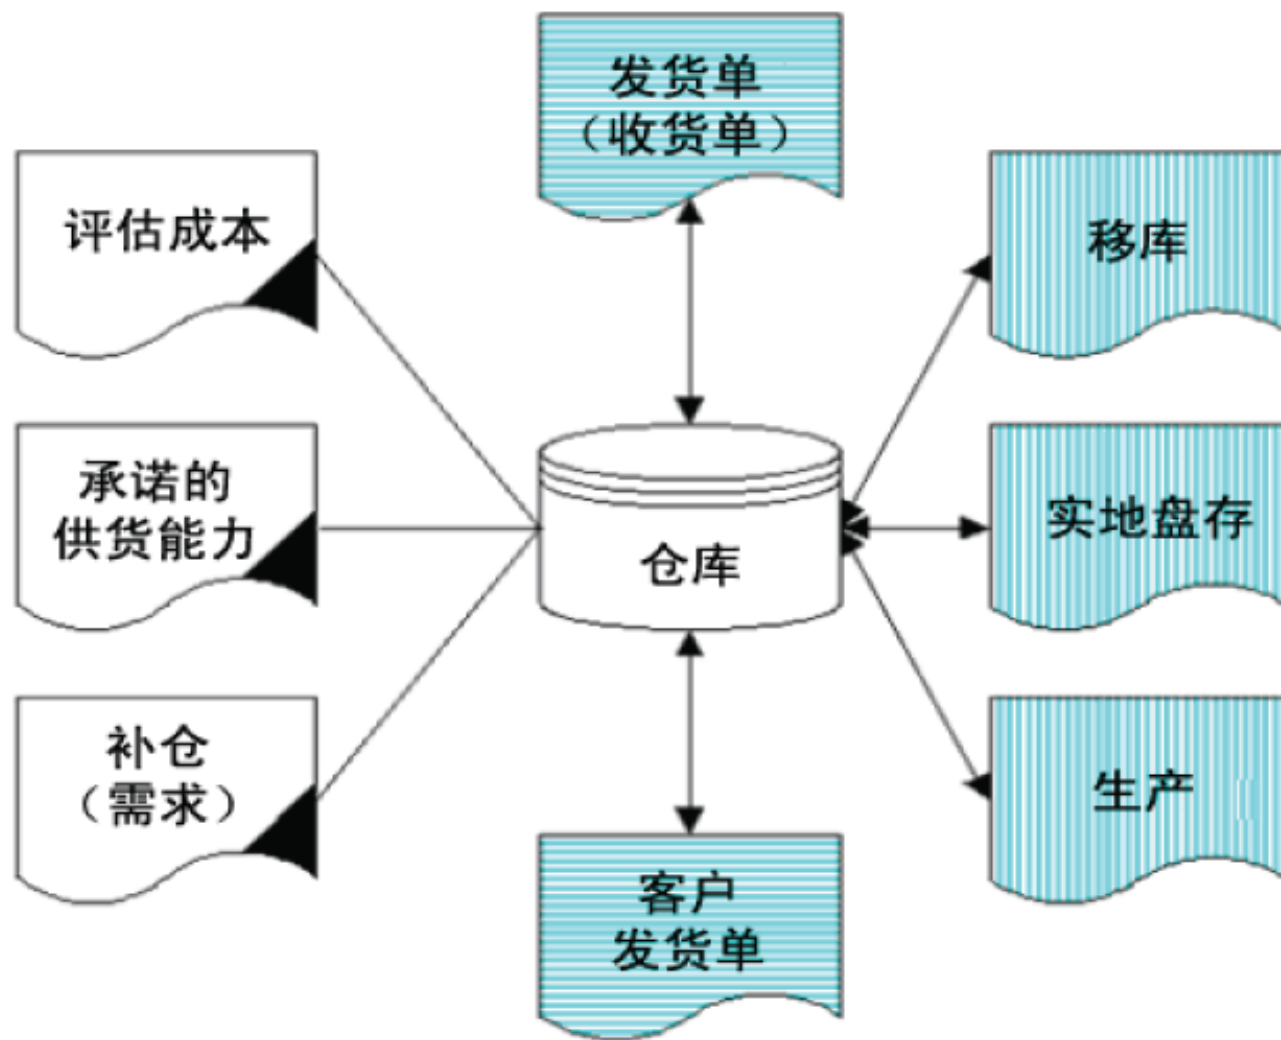 发货单
（收货单）
评估成本
移库
承诺的
供货能力
仓库
实地盘存
补仓
（需求）
生产
客户
发货单